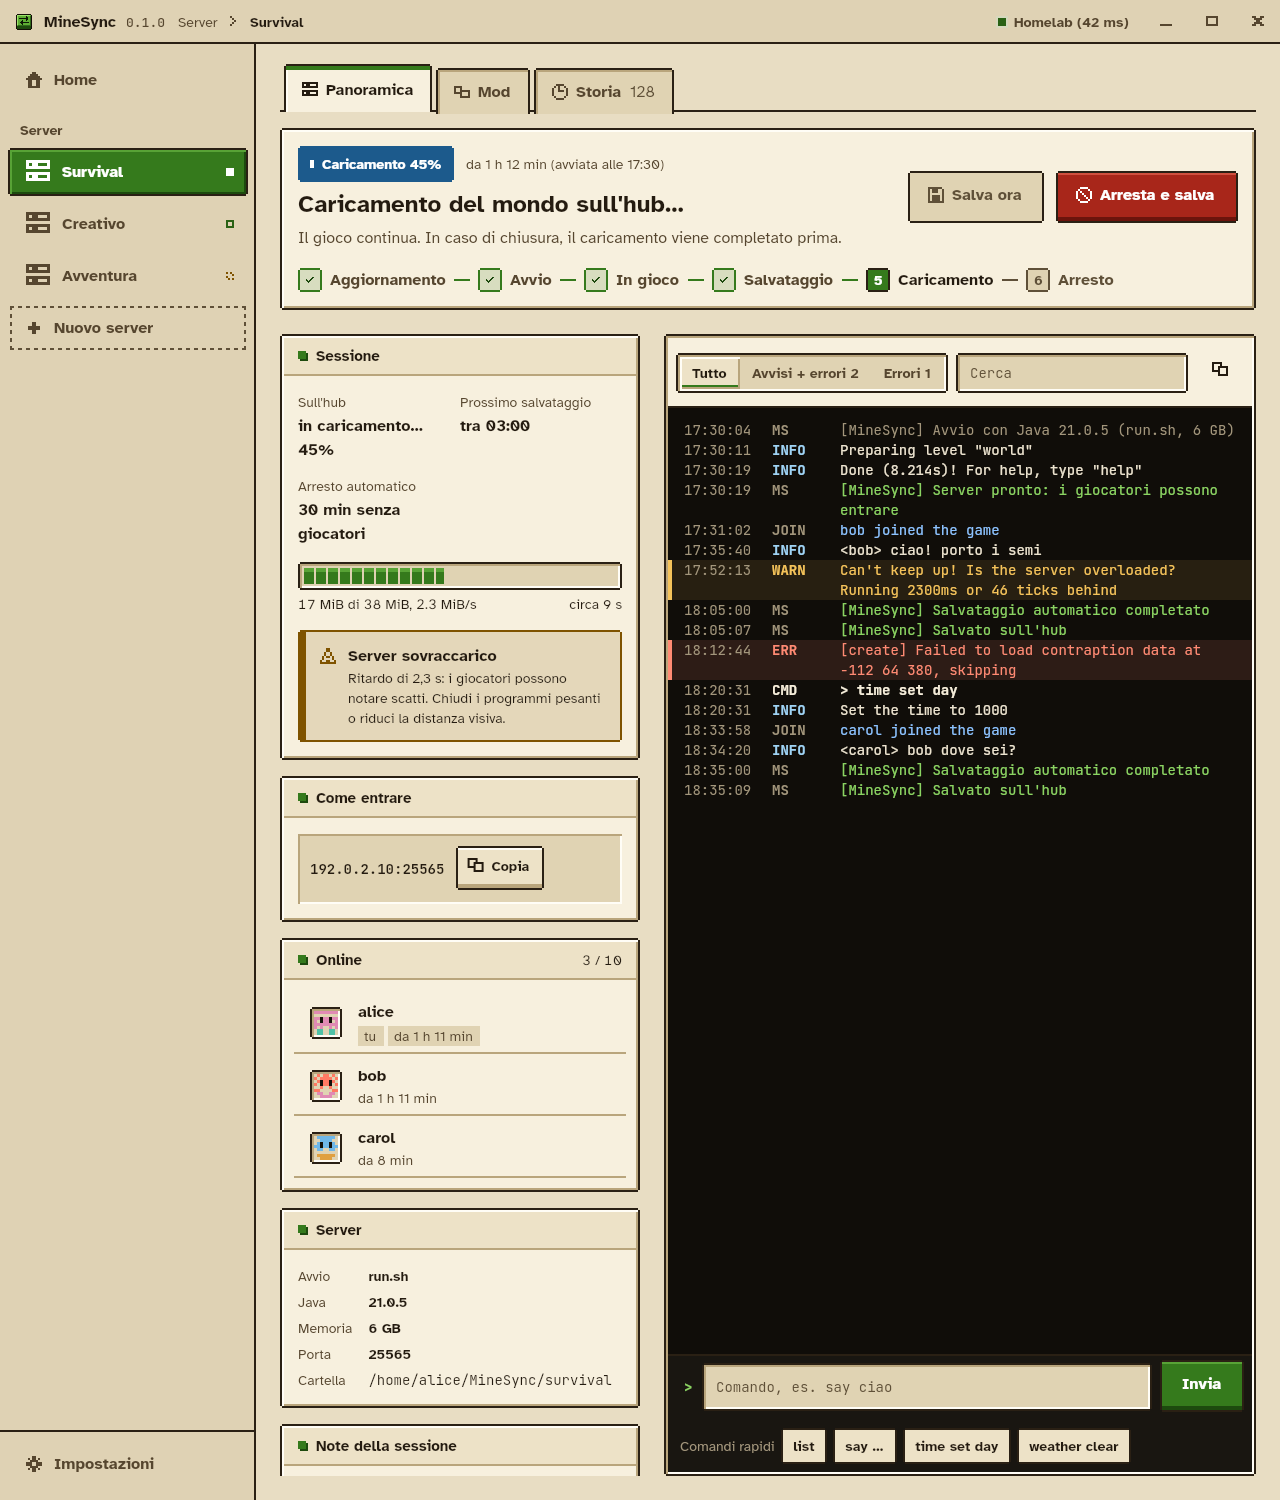 MineSync 0.1.0 Server Survival
Homelab (42 ms)
Home
Server
Survival
Creativo
Avventura
Nuovo server
Impostazioni
Panoramica
Mod
Storia 128
Caricamento 45% da 1 h 12 min (avviata alle 17:30)
Caricamento del mondo sull'hub...
Il gioco continua. In caso di chiusura, il caricamento viene completato prima.
Salva ora
Arresta e salva
Aggiornamento
Avvio
In gioco
Salvataggio
5 Caricamento
6 Arresto
Sessione
Sull'hub
in caricamento...
45%
Prossimo salvataggio
tra 03:00
Arresto automatico
30 min senza
giocatori
17 MiB di 38 MiB, 2.3 MiB/s circa 9 s
Server sovraccarico
Ritardo di 2,3 s: i giocatori possono
notare scatti. Chiudi i programmi pesanti
o riduci la distanza visiva.
Come entrare
192.0.2.10:25565 Copia
Online 3 / 10
alice
tu da 1 h 11 min
bob
da 1 h 11 min
carol
da 8 min
Server
Avvio run.sh
Java 21.0.5
Memoria 6 GB
Porta 25565
Cartella /home/alice/MineSync/survival
Note della sessione
Tutto Avvisi + errori 2 Errori 1 Cerca
17:30:04 MS [MineSync] Avvio con Java 21.0.5 (run.sh, 6 GB)
17:30:11 INFO Preparing level "world"
17:30:19 INFO Done (8.214s)! For help, type "help"
17:30:19 MS [MineSync] Server pronto: i giocatori possono
entrare
17:31:02 JOIN bob joined the game
17:35:40 INFO <bob> ciao! porto i semi
17:52:13 WARN Can't keep up! Is the server overloaded?
Running 2300ms or 46 ticks behind
18:05:00 MS [MineSync] Salvataggio automatico completato
18:05:07 MS [MineSync] Salvato sull'hub
18:12:44 ERR [create] Failed to load contraption data at
-112 64 380, skipping
18:20:31 CMD > time set day
18:20:31 INFO Set the time to 1000
18:33:58 JOIN carol joined the game
18:34:20 INFO <carol> bob dove sei?
18:35:00 MS [MineSync] Salvataggio automatico completato
18:35:09 MS [MineSync] Salvato sull'hub
> Comando, es. say ciao Invia
Comandi rapidi list say ... time set day weather clear